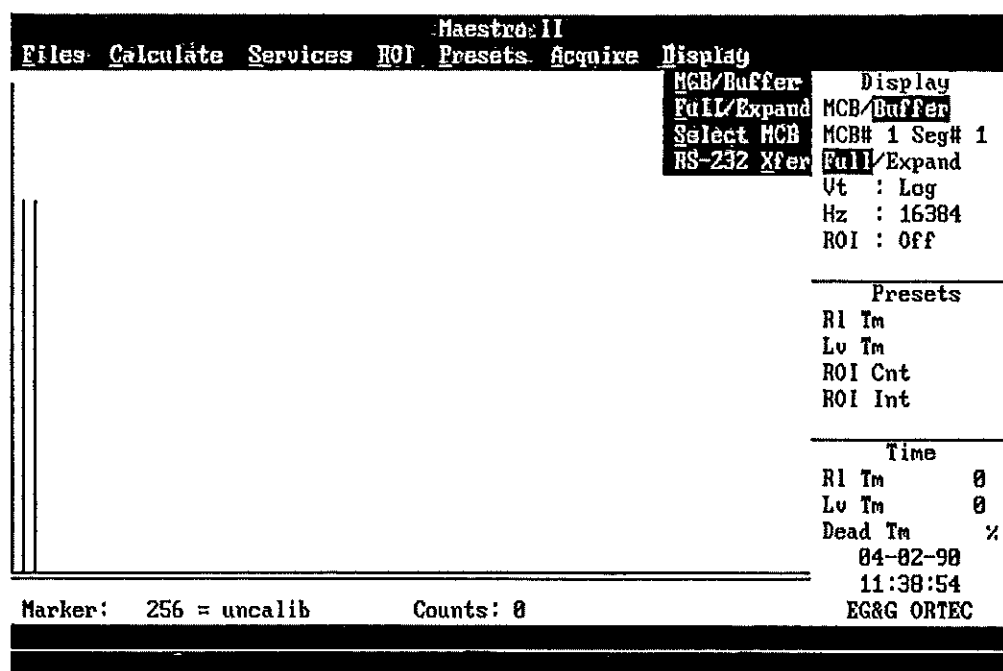 Maestro II
Files Calculate Services ROI Presets Acquire Display
MCB/Buffer
Full/Expand
Select MCB
RS-232 Xfer
Display
MCB/Buffer
MCB# 1 Seg# 1
Full/Expand
Vt : Log
Hz : 16384
ROI : Off
Presets
Rl Tm
Lv Tm
ROI Cnt
ROI Int
Time
Rl Tm 0
Lv Tm 0
Dead Tm %
04-02-90
11:38:54
EG&G ORTEC
Marker: 256 = uncalib Counts: 0